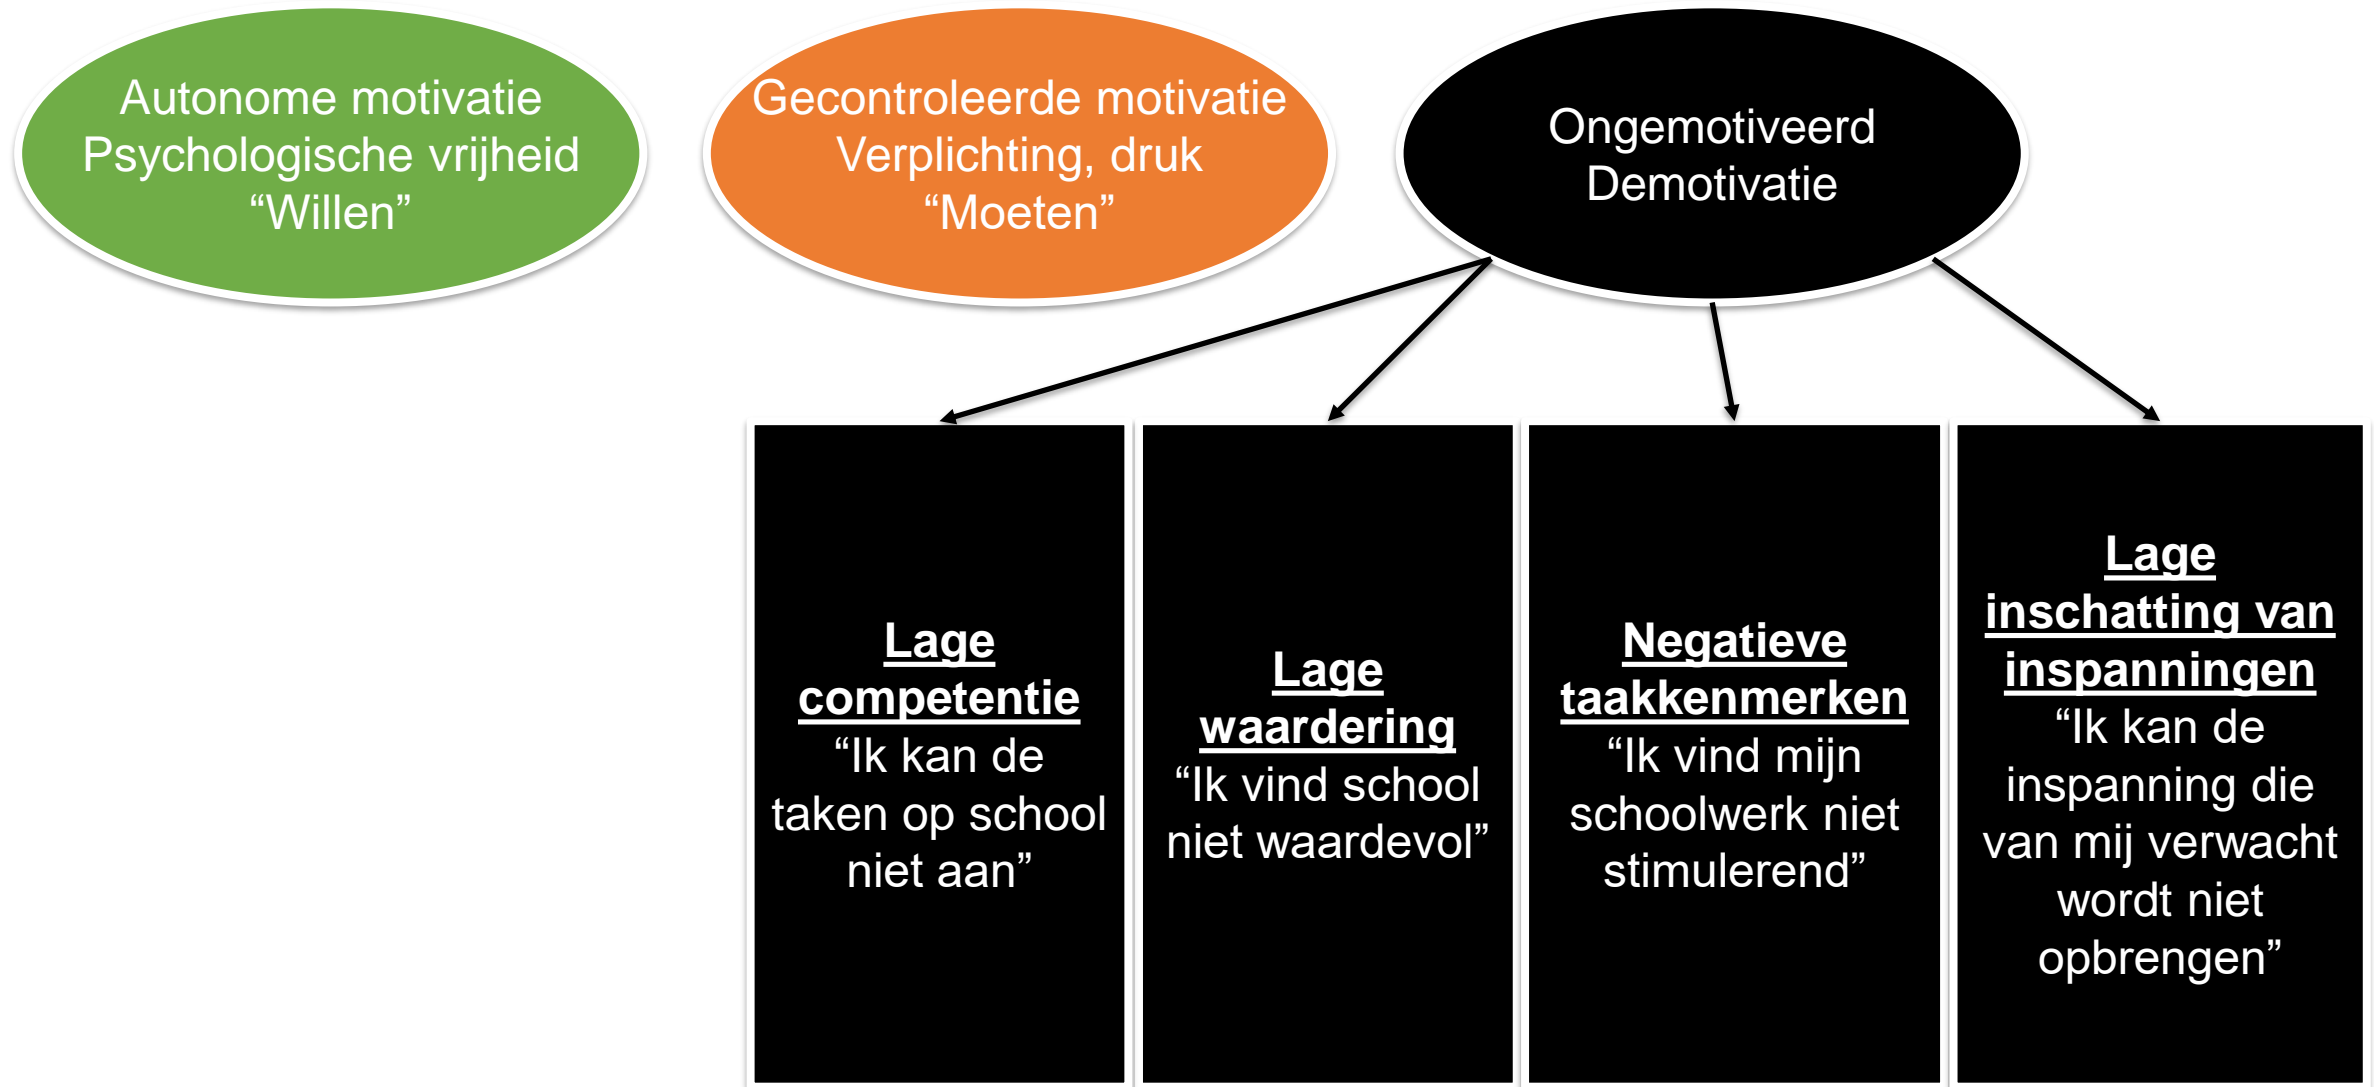 Autonome motivatie
Psychologische vrijheid
“Willen”
Gecontroleerde motivatie
Verplichting, druk
“Moeten”
Ongemotiveerd
Demotivatie
Lage
competentie
“Ik kan de
taken op school
niet aan”
Lage
waardering
“Ik vind school
niet waardevol”
Negatieve
taakkenmerken
“Ik vind mijn
schoolwerk niet
stimulerend”
Lage
inschatting van
inspanningen
“Ik kan de
inspanning die
van mij verwacht
wordt niet
opbrengen”